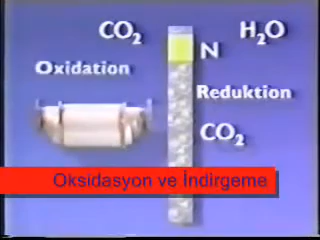 CO₂
H₂O
N
Oxidation
Reduktion
CO₂
Oksidasyon ve İndirgeme